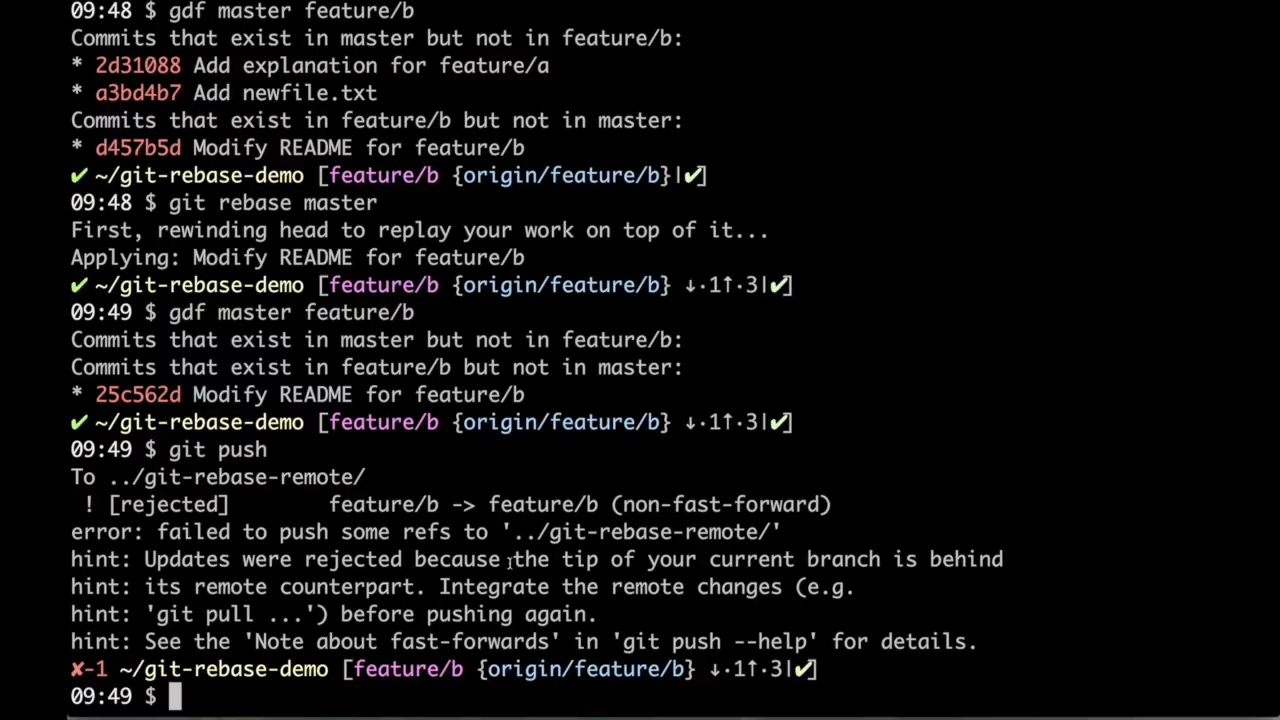 09:48 $ gdf master feature/b
Commits that exist in master but not in feature/b:
* 2d31088 Add explanation for feature/a
* a3bd4b7 Add newfile.txt
Commits that exist in feature/b but not in master:
* d457b5d Modify README for feature/b
✔ ~/git-rebase-demo [feature/b {origin/feature/b}|✔]
09:48 $ git rebase master
First, rewinding head to replay your work on top of it...
Applying: Modify README for feature/b
✔ ~/git-rebase-demo [feature/b {origin/feature/b} ↓·1↑·3|✔]
09:49 $ gdf master feature/b
Commits that exist in master but not in feature/b:
Commits that exist in feature/b but not in master:
* 25c562d Modify README for feature/b
✔ ~/git-rebase-demo [feature/b {origin/feature/b} ↓·1↑·3|✔]
09:49 $ git push
To ../git-rebase-remote/
! [rejected] feature/b -> feature/b (non-fast-forward)
error: failed to push some refs to '../git-rebase-remote/'
hint: Updates were rejected because the tip of your current branch is behind
hint: its remote counterpart. Integrate the remote changes (e.g.
hint: 'git pull ...') before pushing again.
hint: See the 'Note about fast-forwards' in 'git push --help' for details.
✘-1 ~/git-rebase-demo [feature/b {origin/feature/b} ↓·1↑·3|✔]
09:49 $